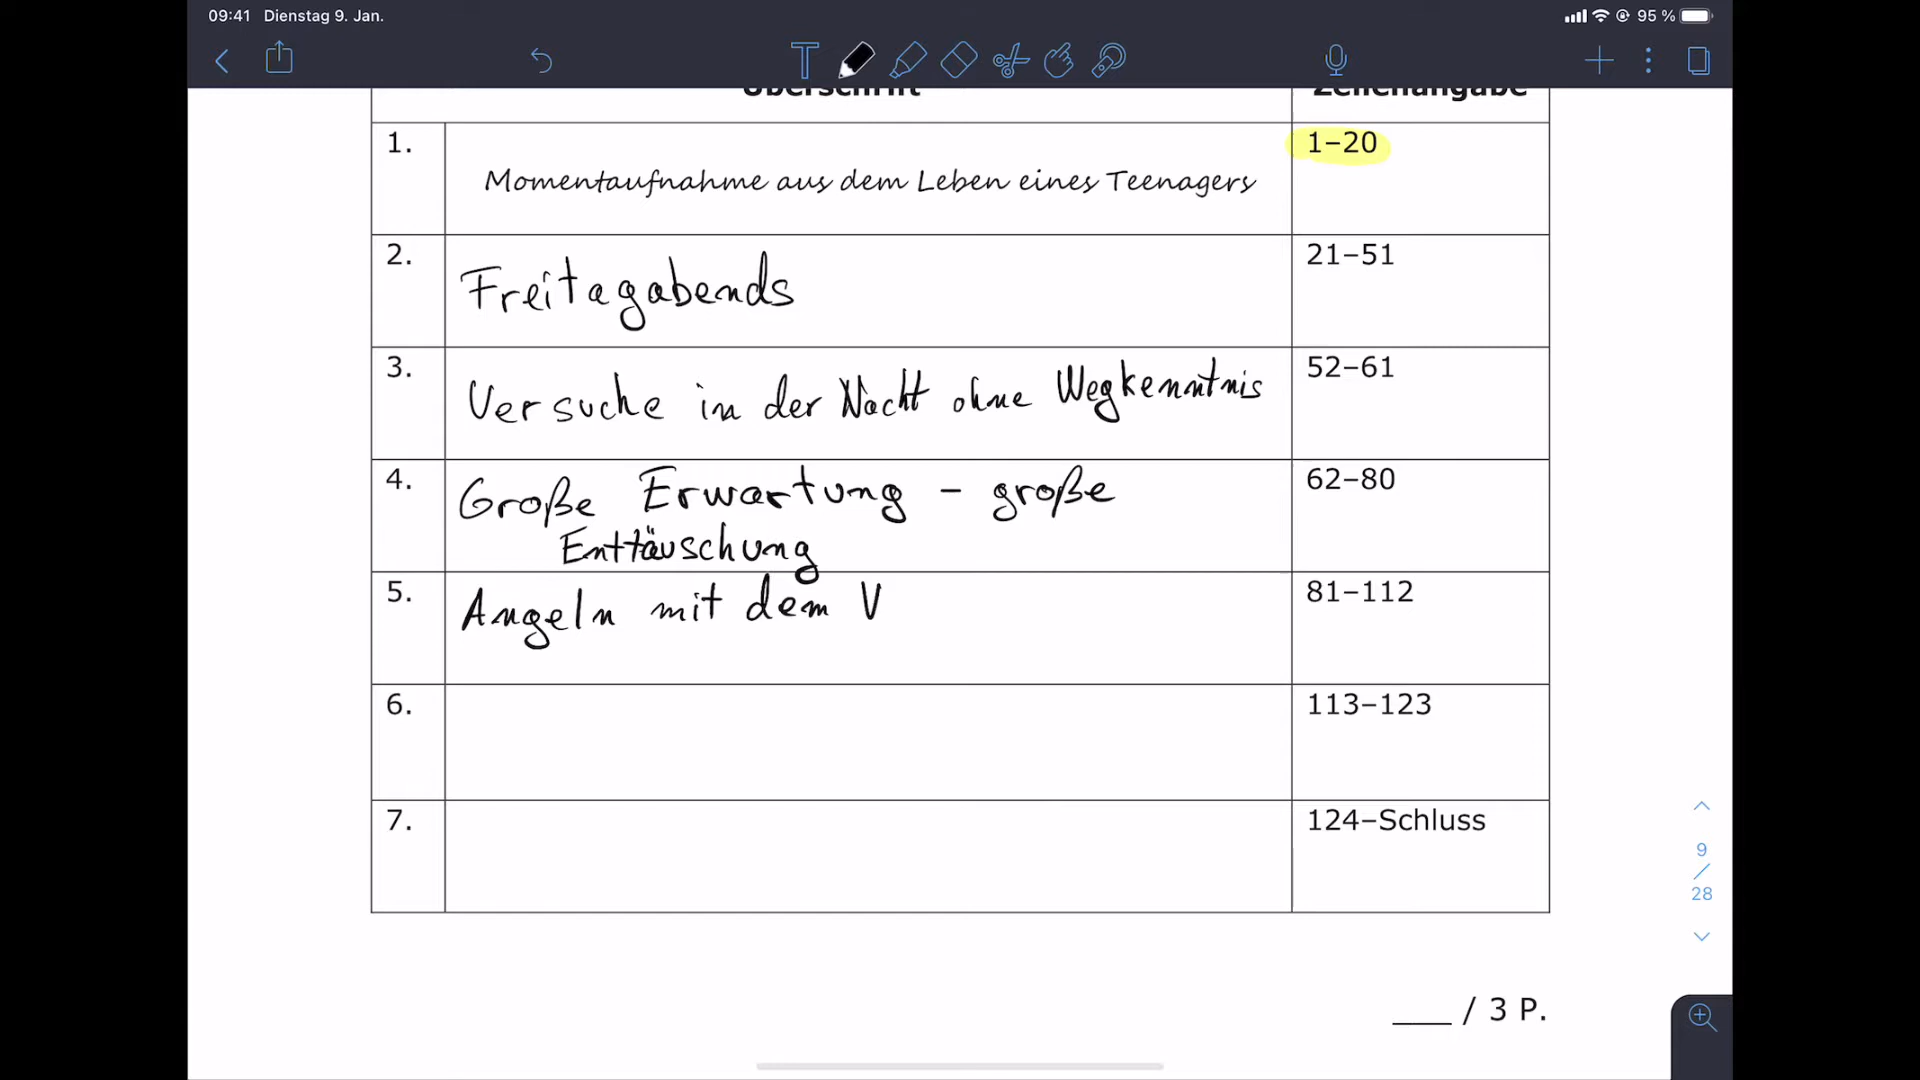 09:41 Dienstag 9. Jan.
95 %
Überschrift Zeilenangabe
1. Momentaufnahme aus dem Leben eines Teenagers 1–20
2. Freitagabends 21–51
3. Versuche in der Nacht ohne Wegkenntnis 52–61
4. Große Erwartung – große 62–80
Enttäuschung
5. Angeln mit dem V 81–112
6. 113–123
7. 124–Schluss
9
/
28
___ / 3 P.